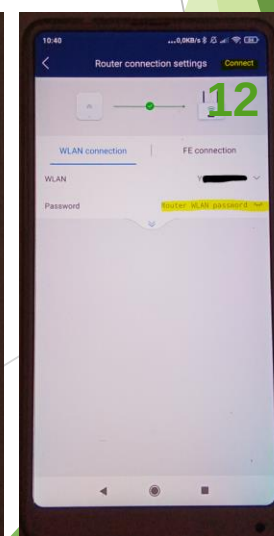 10:40
...0,0KB/s
Router connection settings
Connect
12
WLAN connection
FE connection
WLAN
Password
Router WLAN password